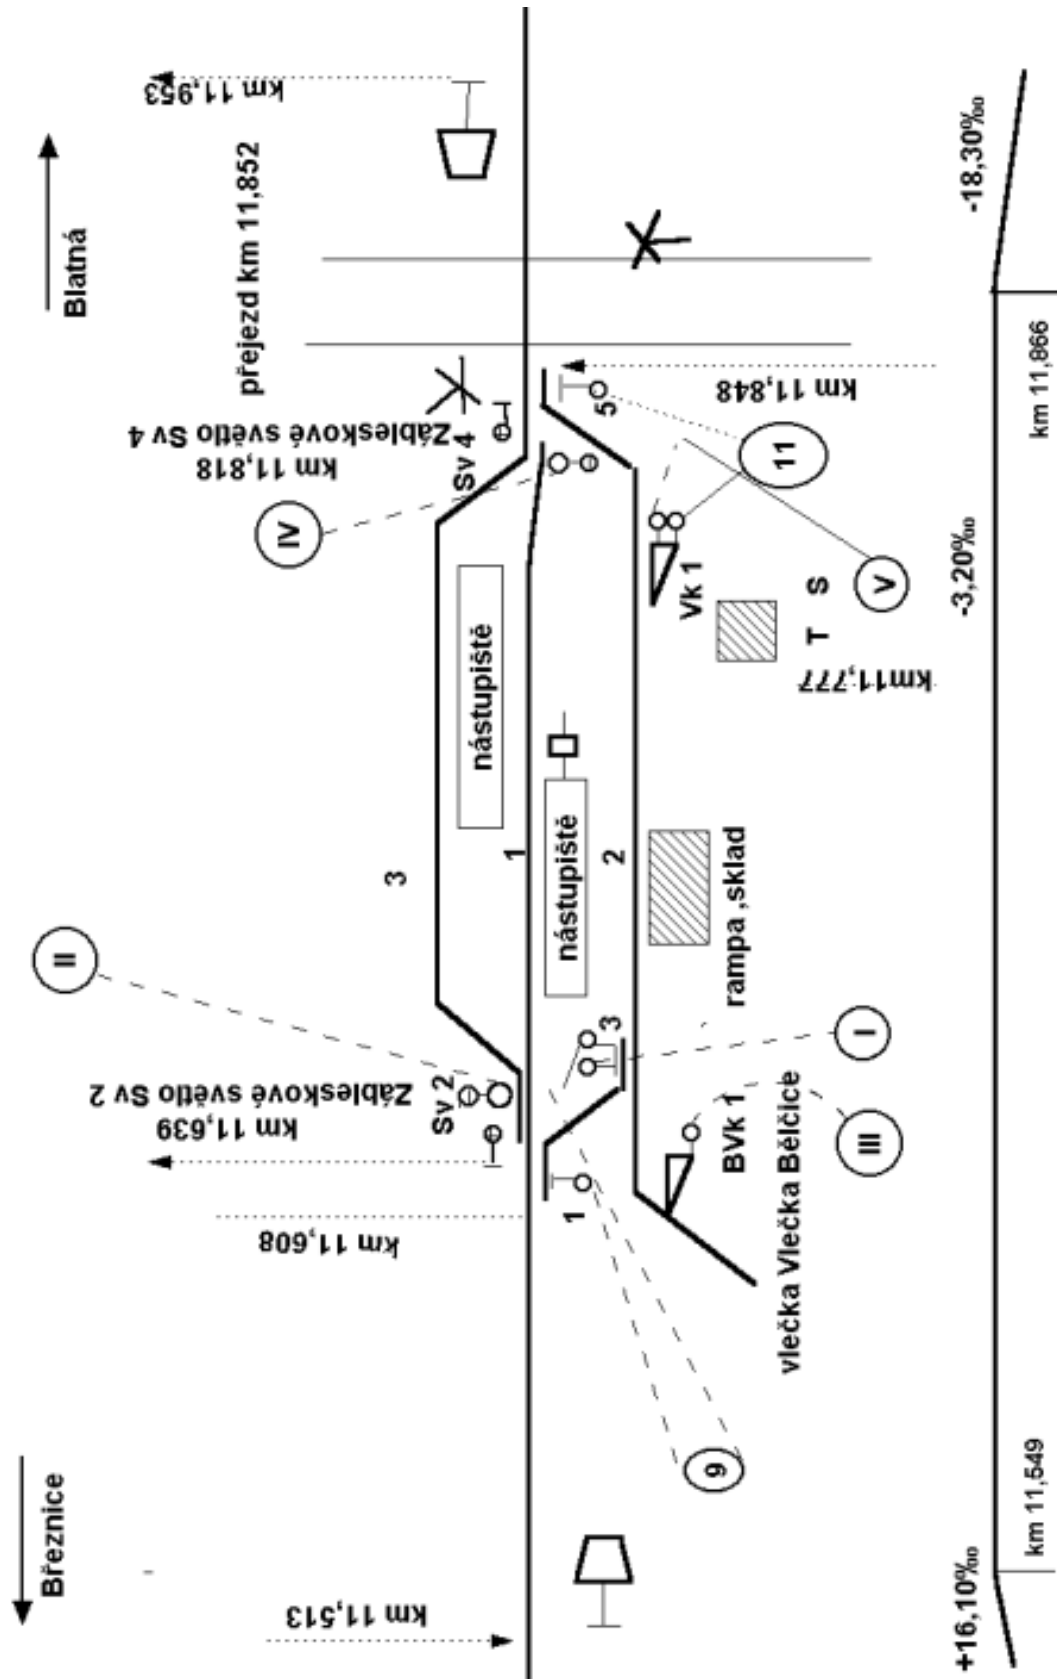 Březnice
Blatná
km 11,513
km 11,608
km 11,639
Zábleskové světlo Sv 2
Sv 2
II
3
IV
km 11,818
Zábleskové světlo Sv 4
Sv 4
přejezd km 11,852
km 11,953
nástupiště
1
nástupiště
2
1
3
5
9
BVk 1
vlečka Vlečka Bělčice
III
I
rampa ,sklad
Vk 1
T S
km11,777
V
11
km 11,848
+16,10‰
km 11,549
-3,20‰
km 11,866
-18,30‰